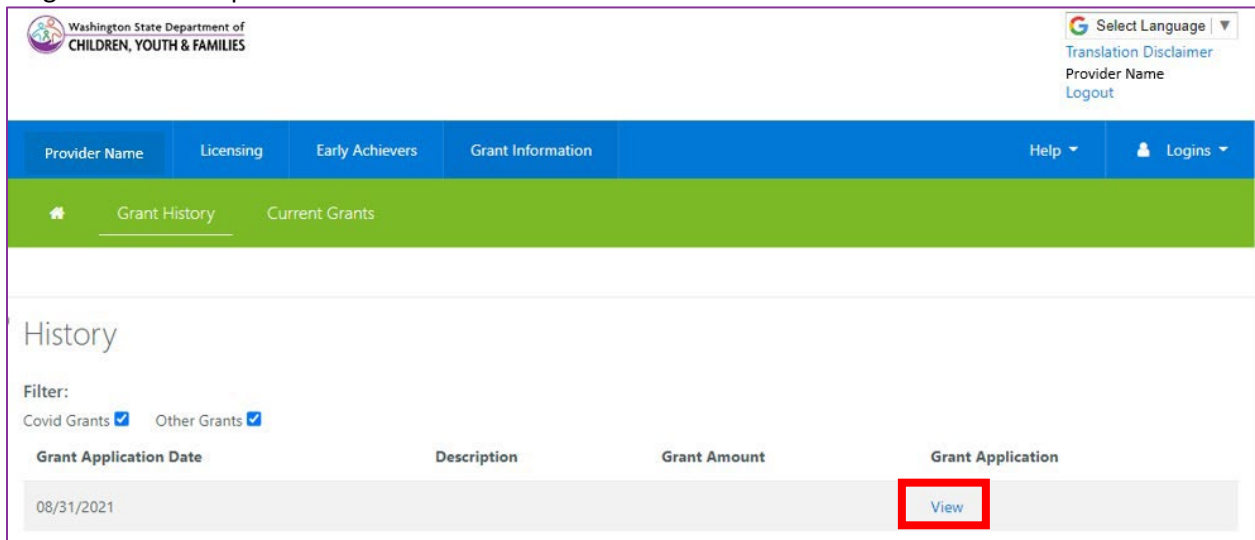 Washington State Department of
CHILDREN, YOUTH & FAMILIES
Select Language ▼
Translation Disclaimer
Provider Name
Logout
Provider Name Licensing Early Achievers Grant Information Help Logins
Grant History Current Grants
History
Filter:
Covid Grants Other Grants
Grant Application Date Description Grant Amount Grant Application
08/31/2021 View